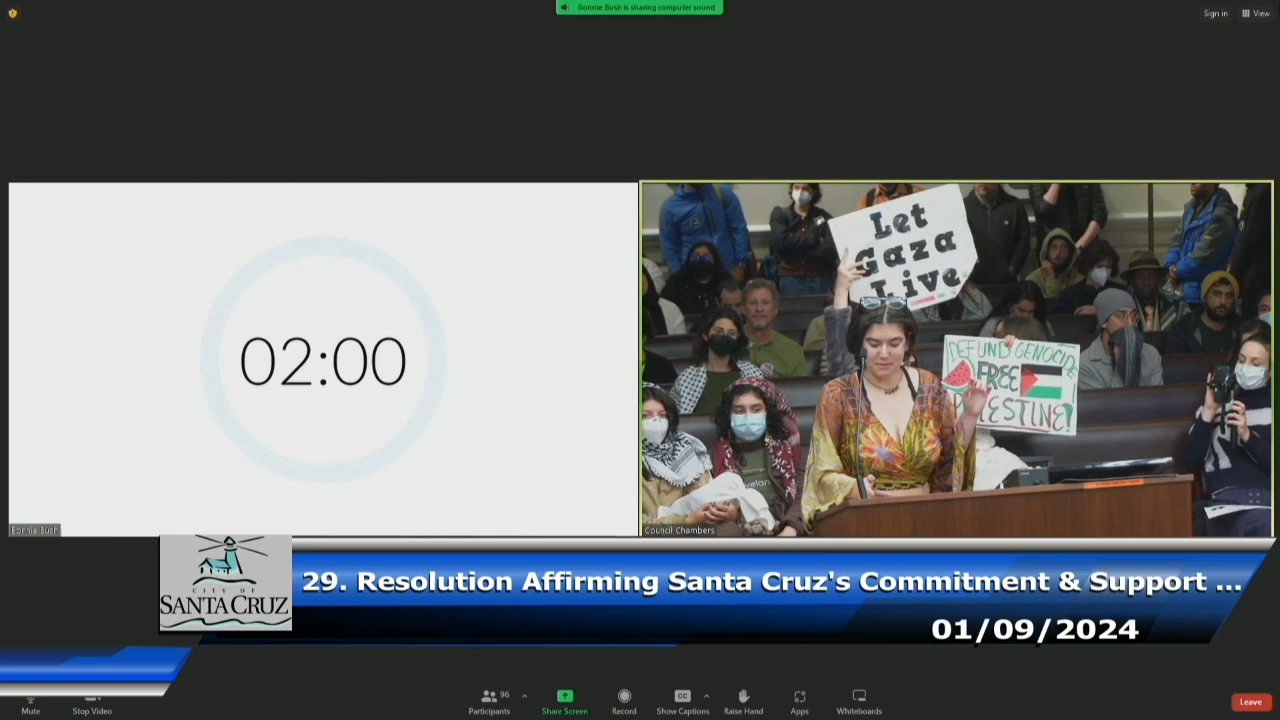 Bonnie Bush is sharing computer sound
Sign in
View
02:00
Let
Gaza
Live
DEFUND GENOCIDE
FREE
PALESTINE!
Bonnie Bush
Council Chambers
CITY OF
SANTA CRUZ
29. Resolution Affirming Santa Cruz's Commitment & Support ...
01/09/2024
Mute
Stop Video
Participants
96
Share Screen
CC
Record
Show Captions
Raise Hand
Apps
Whiteboards
Leave